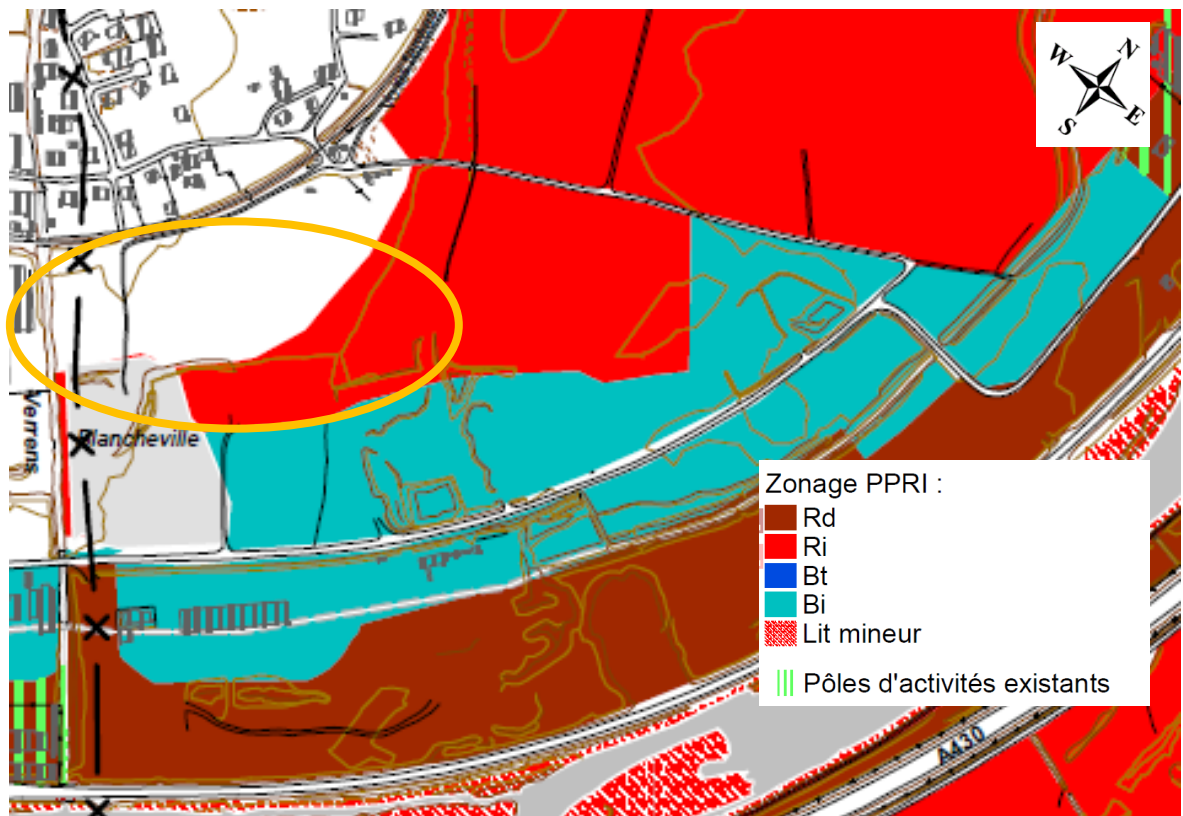 W
N
S
E
Verrens
Plancheville
Zonage PPRI :
Rd
Ri
Bt
Bi
Lit mineur
Pôles d'activités existants
A430